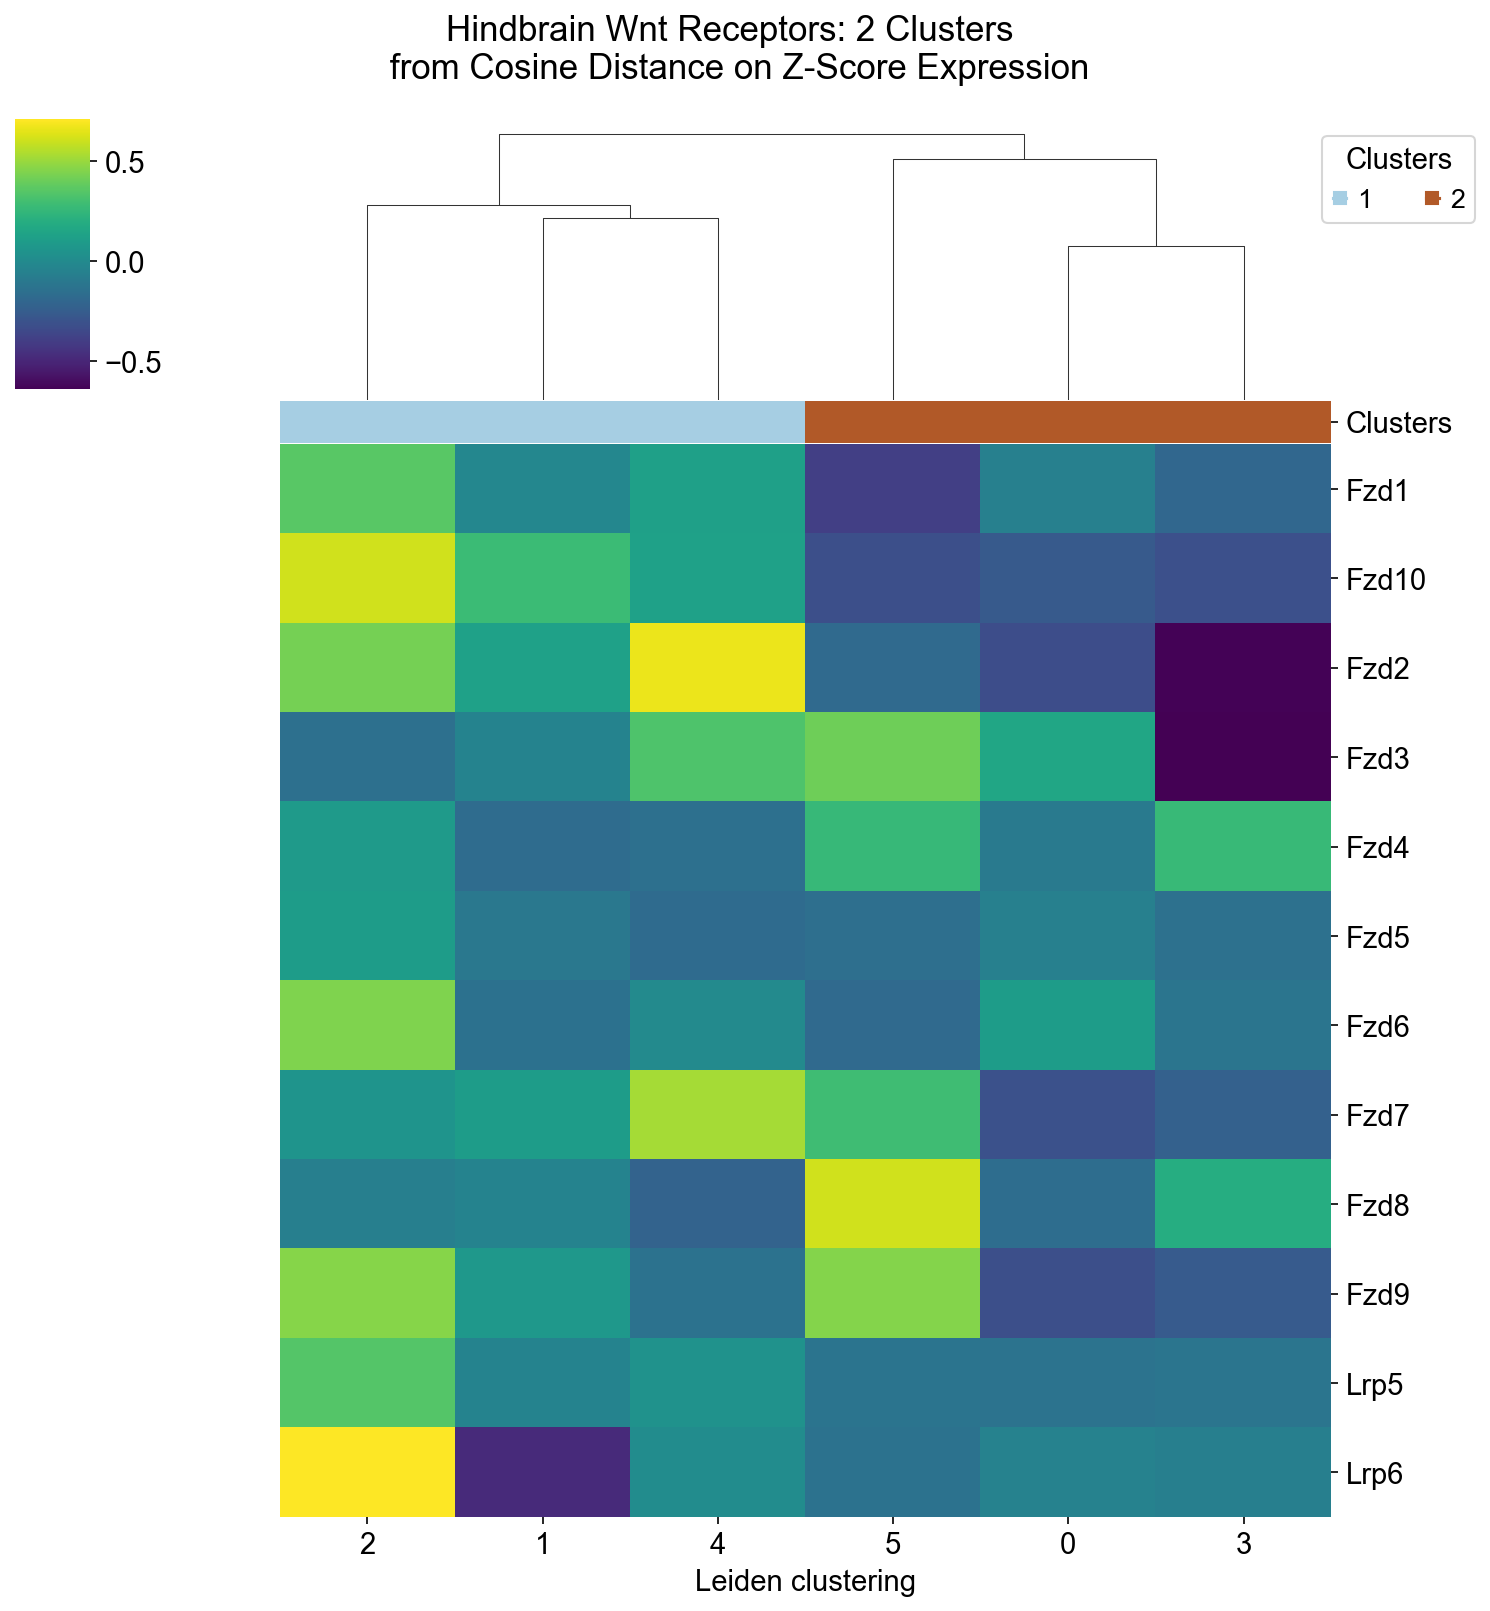 Hindbrain Wnt Receptors: 2 Clusters
from Cosine Distance on Z-Score Expression
0.5
0.0
−0.5
Clusters
1 2
Clusters
Fzd1
Fzd10
Fzd2
Fzd3
Fzd4
Fzd5
Fzd6
Fzd7
Fzd8
Fzd9
Lrp5
Lrp6
2 1 4 5 0 3
Leiden clustering